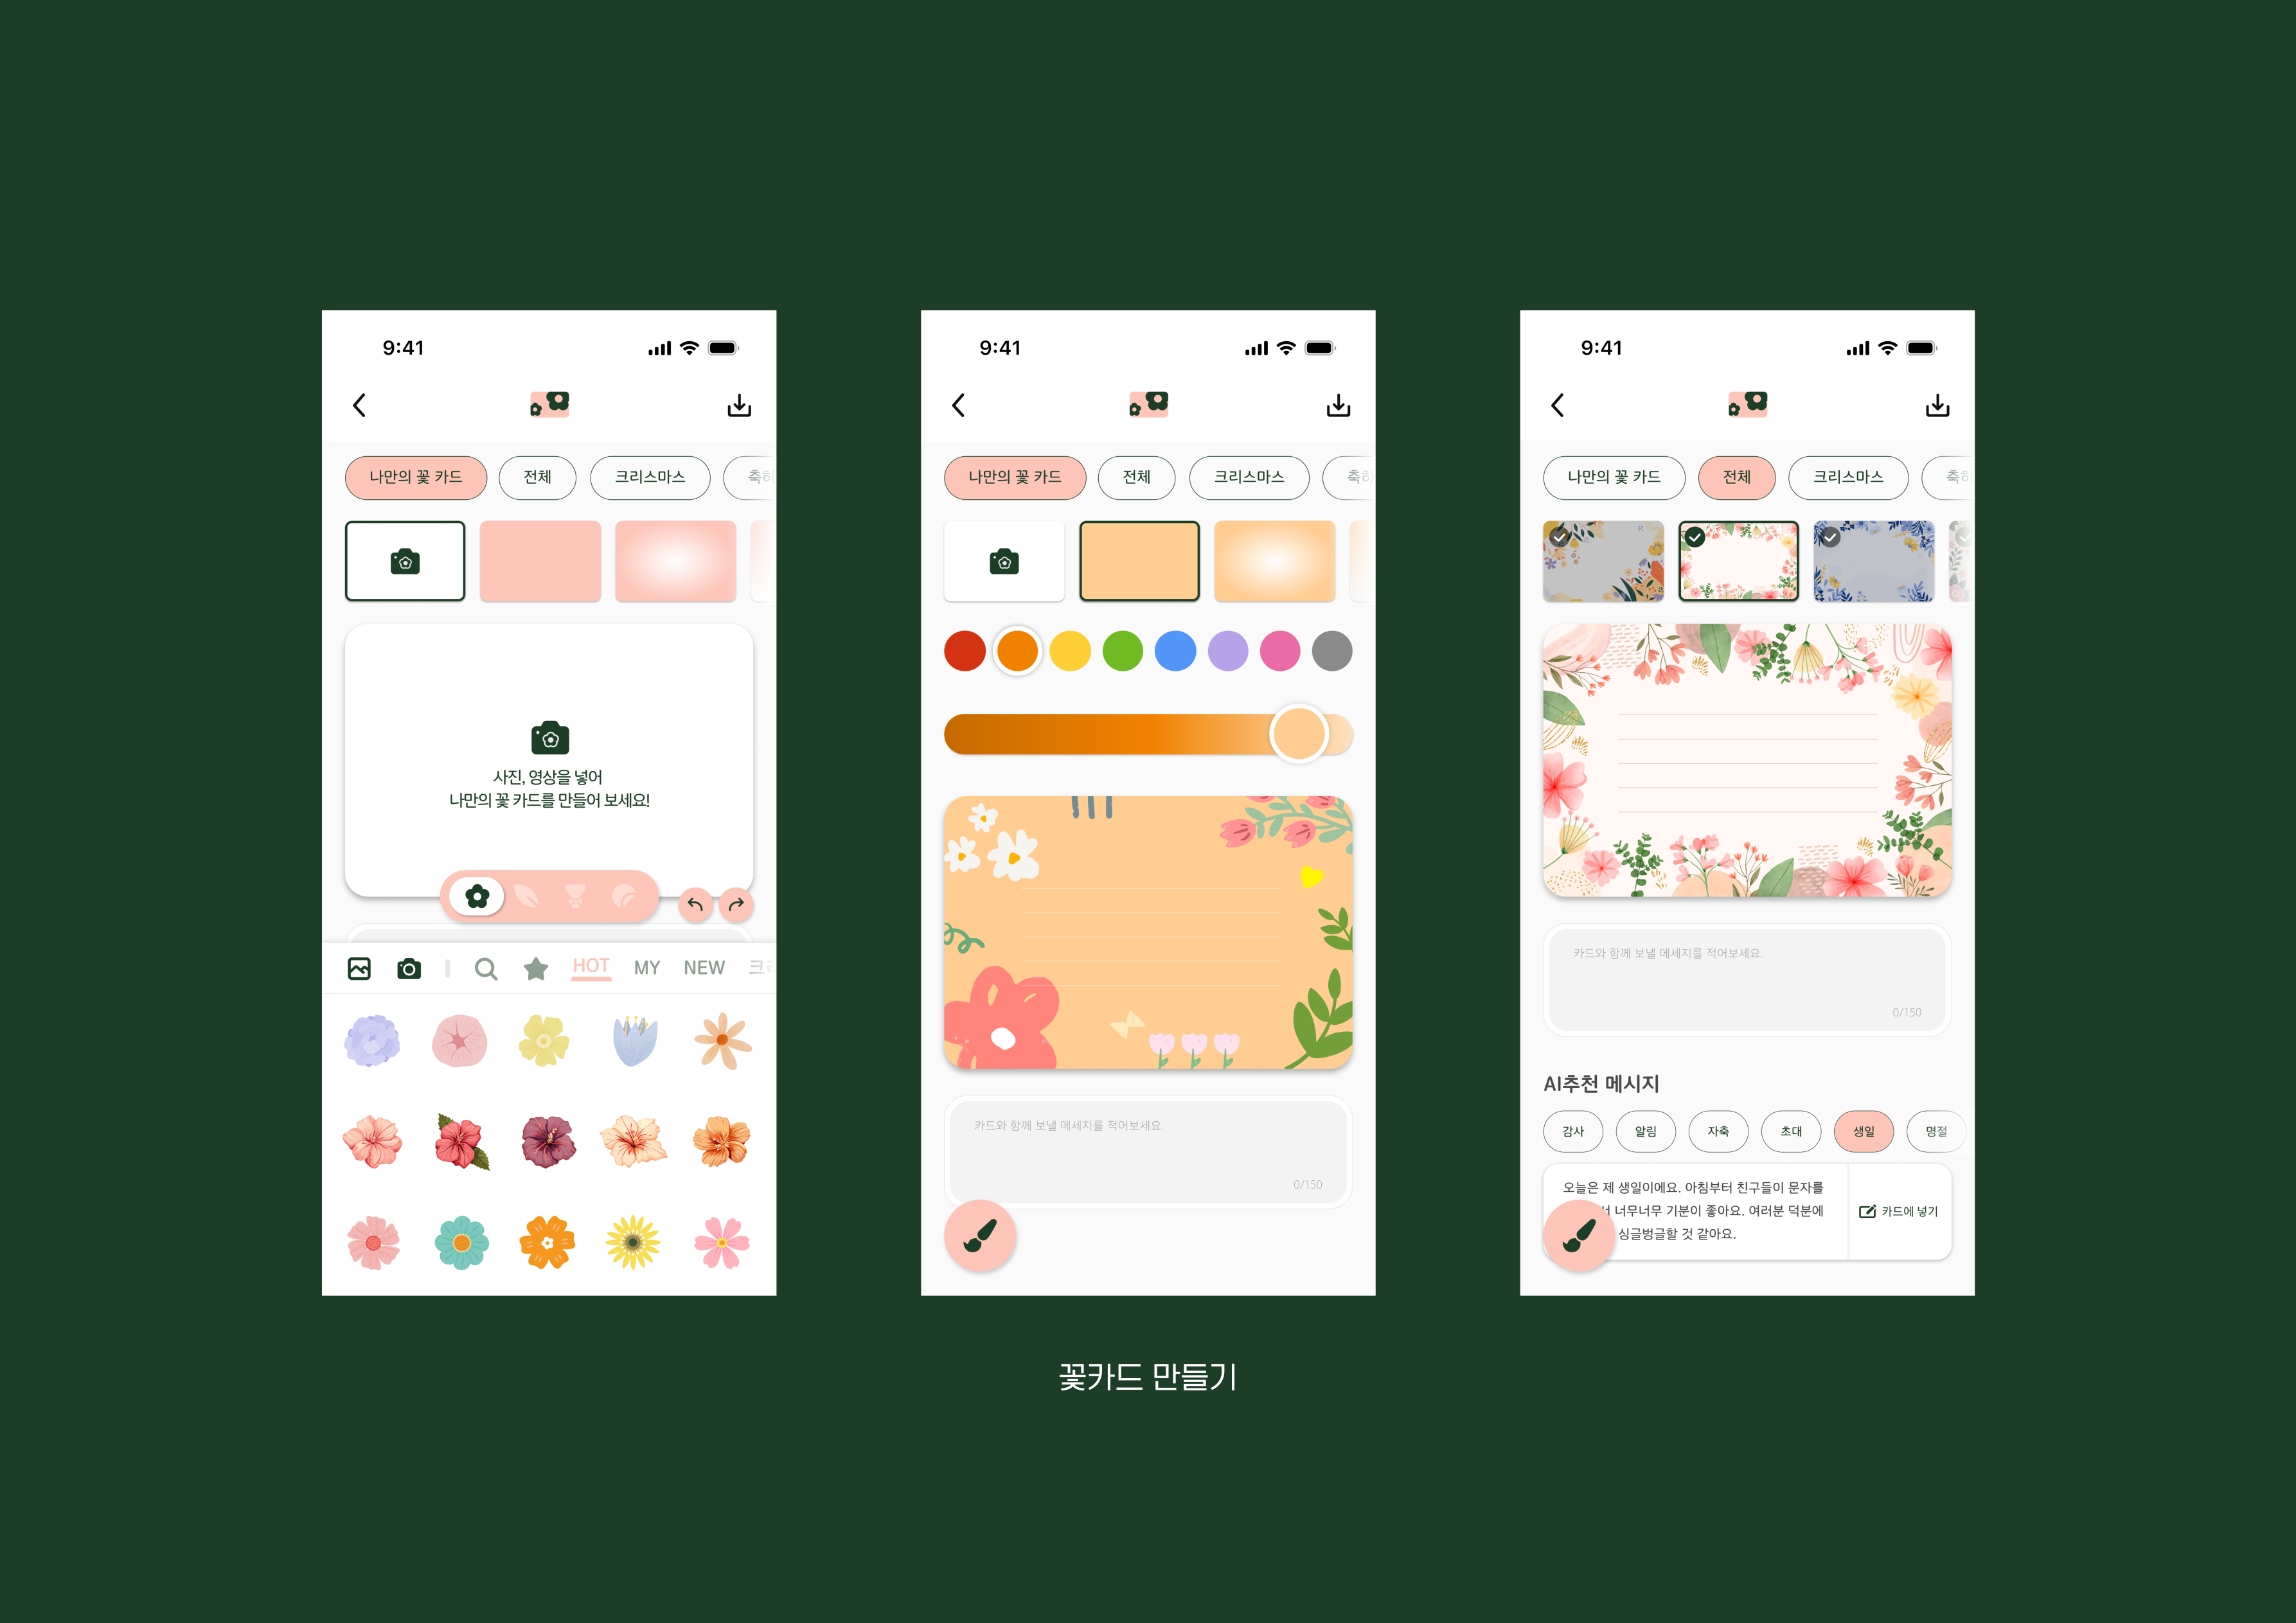 9:41
나만의 꽃 카드
전체
크리스마스
사진, 영상을 넣어
나만의 꽃 카드를 만들어 보세요!
HOT
MY
NEW
9:41
나만의 꽃 카드
전체
크리스마스
카드와 함께 보낼 메세지를 적어보세요.
0/150
9:41
나만의 꽃 카드
전체
크리스마스
카드와 함께 보낼 메세지를 적어보세요.
0/150
AI추천 메시지
감사
알림
자축
초대
생일
명절
오늘은 제 생일이에요. 아침부터 친구들이 문자를
너무너무 기분이 좋아요. 여러분 덕분에
싱글벙글할 것 같아요.
카드에 넣기
꽃카드 만들기